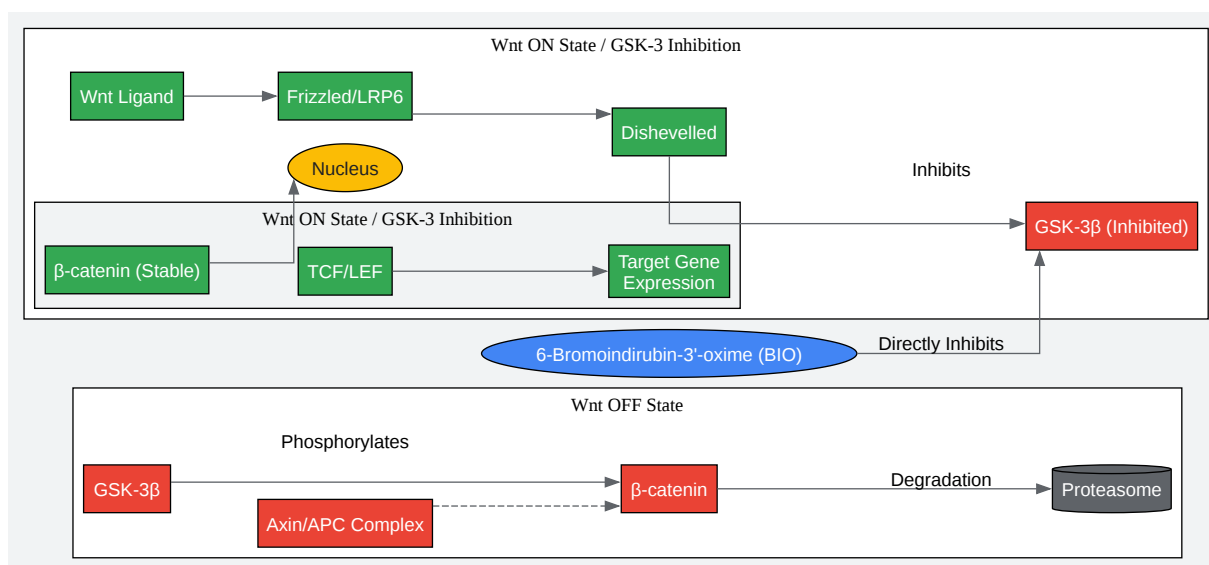 Wnt ON State / GSK-3 Inhibition
Wnt Ligand
Frizzled/LRP6
Dishevelled
Nucleus
Inhibits
Wnt ON State / GSK-3 Inhibition
GSK-3β (Inhibited)
β-catenin (Stable)
TCF/LEF
Target Gene
Expression
6-Bromoindirubin-3'-oxime (BIO)
Directly Inhibits
Wnt OFF State
Phosphorylates
GSK-3β
β-catenin
Degradation
Proteasome
Axin/APC Complex